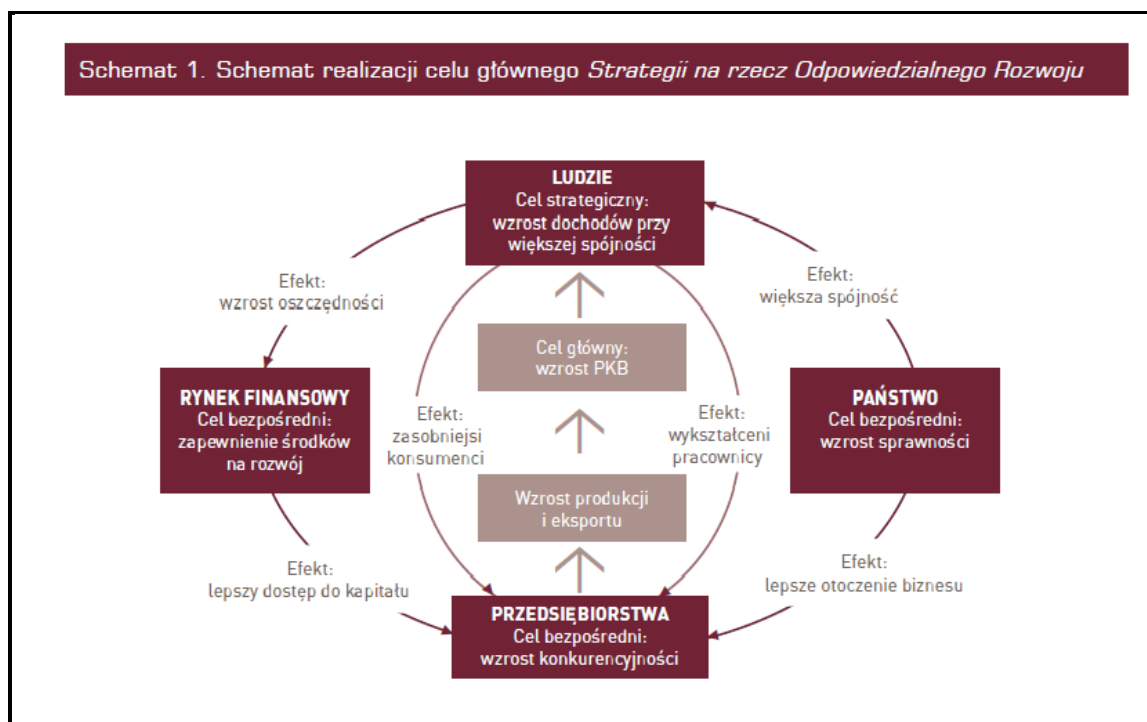 Schemat 1. Schemat realizacji celu głównego Strategii na rzecz Odpowiedzialnego Rozwoju
LUDZIE
Cel strategiczny:
wzrost dochodów przy
większej spójności
Efekt:
wzrost oszczędności
Efekt:
większa spójność
Cel główny:
wzrost PKB
RYNEK FINANSOWY
Cel bezpośredni:
zapewnienie środków
na rozwój
Efekt:
zasobniejsi
konsumenci
Efekt:
wykształceni
pracownicy
PAŃSTWO
Cel bezpośredni:
wzrost sprawności
Wzrost produkcji
i eksportu
Efekt:
lepszy dostęp do kapitału
Efekt:
lepsze otoczenie biznesu
PRZEDSIĘBIORSTWA
Cel bezpośredni:
wzrost konkurencyjności